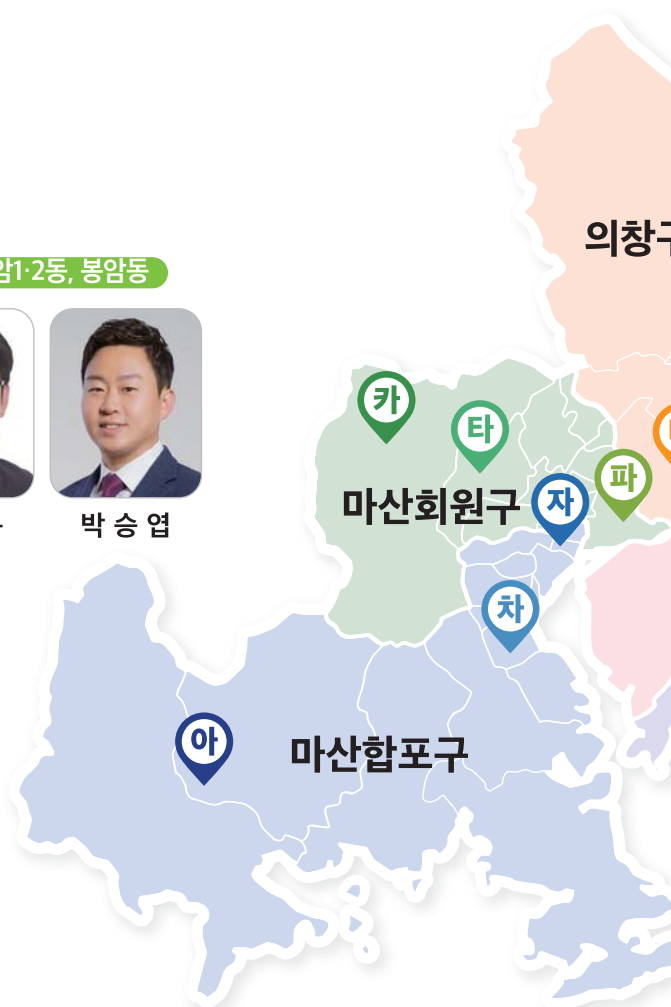 의창구
암1·2동, 봉암동
카
타
파
마산회원구
자
박 승 엽
차
아
마산합포구